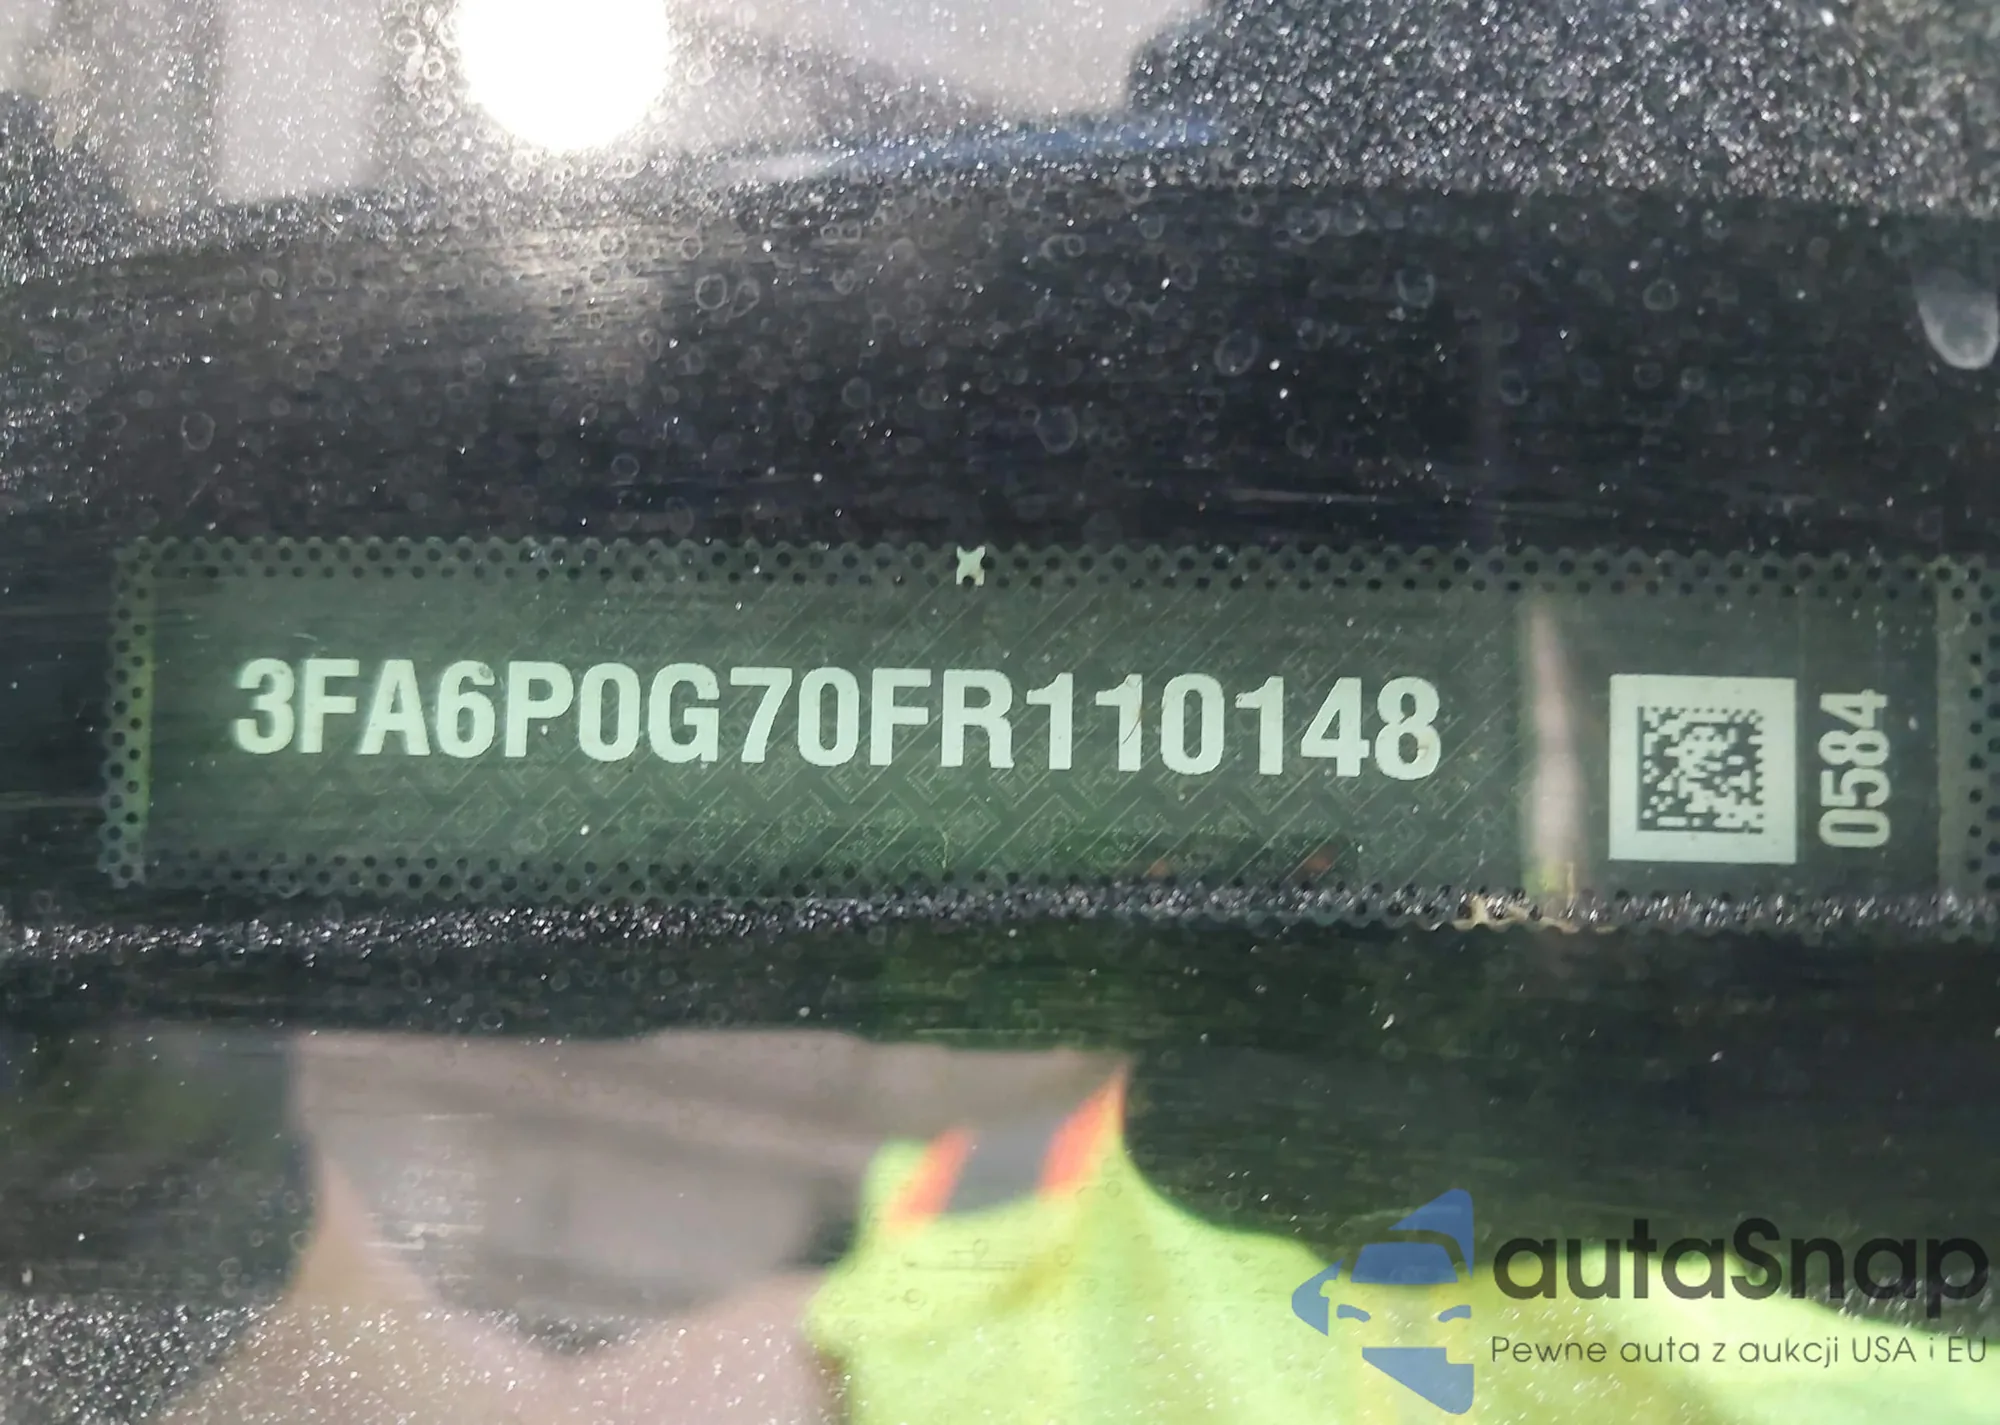 3FA6P0G70FR110148
0584
autaSnap
Pewne auta z aukcji USA i EU